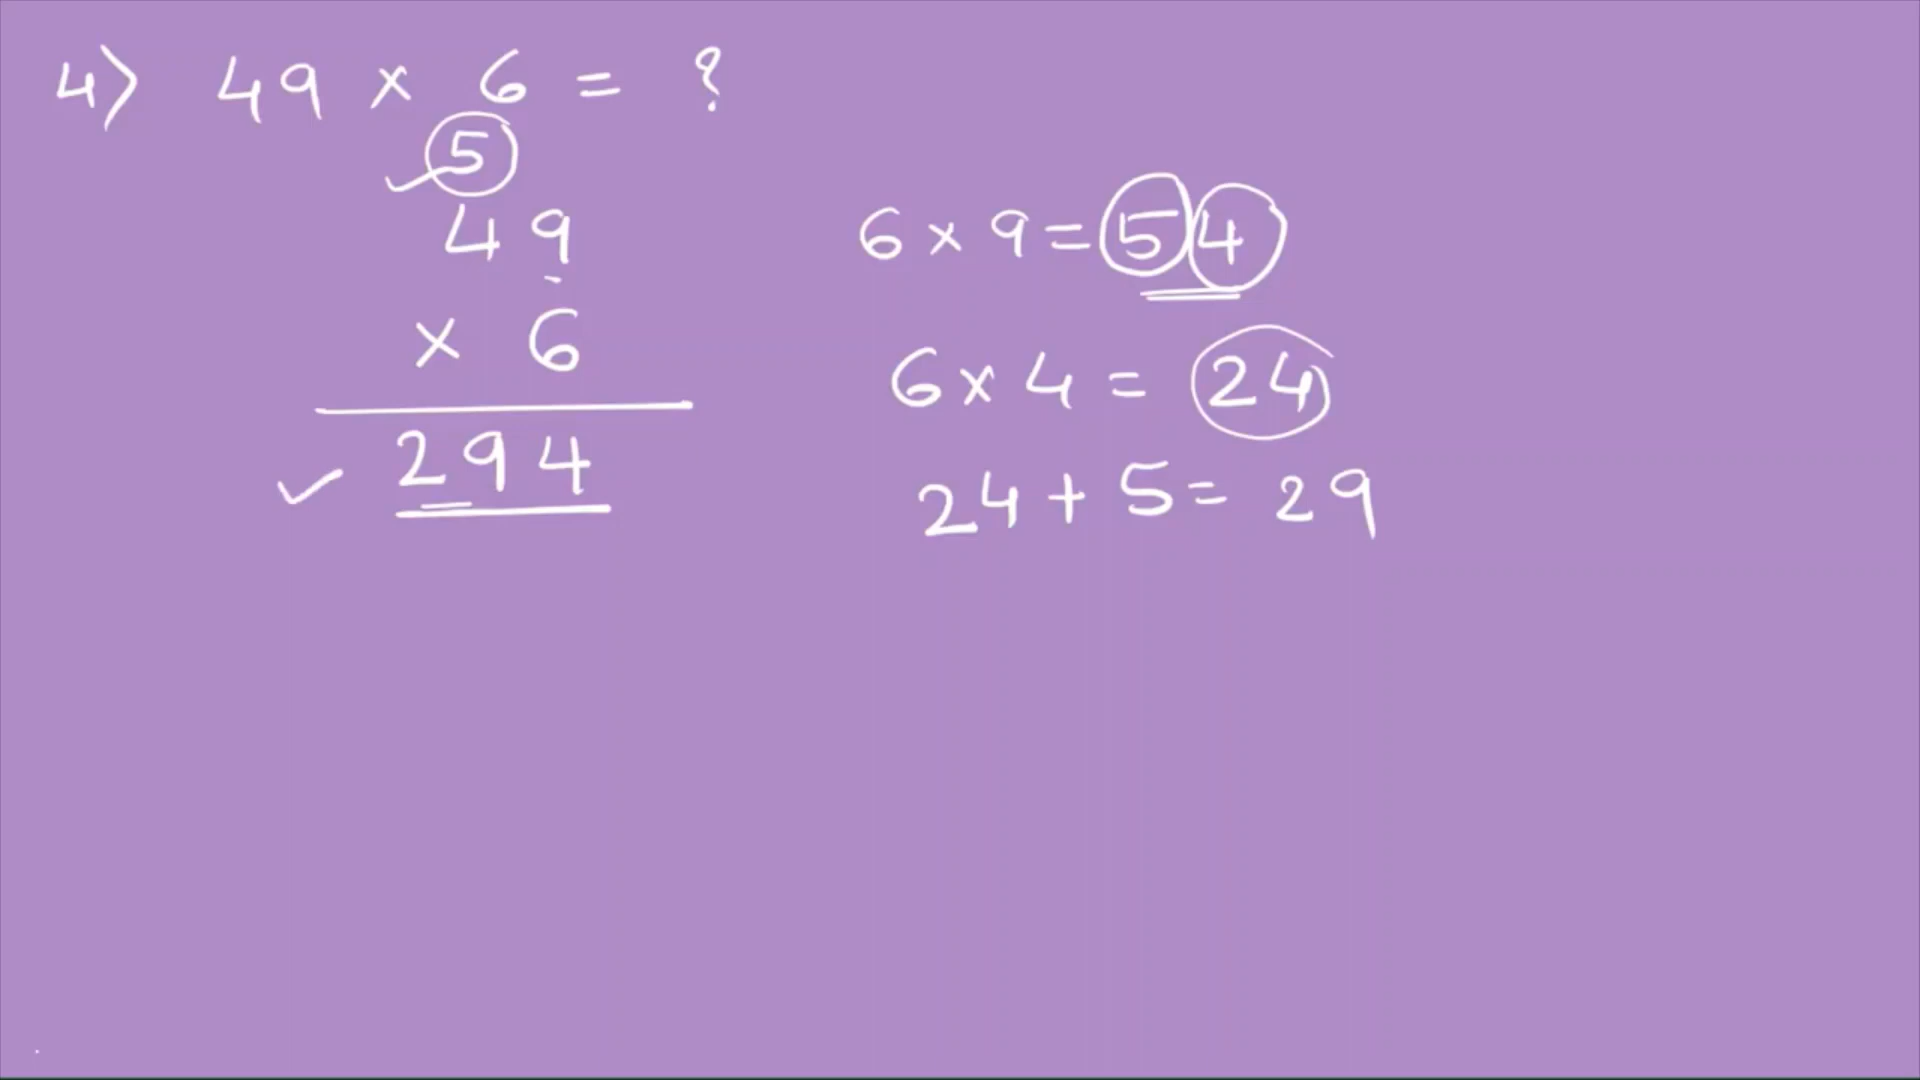 4) 49 × 6 = ?
5
49
× 6
294
6 × 9 = 54
6 × 4 = 24
24 + 5 = 29